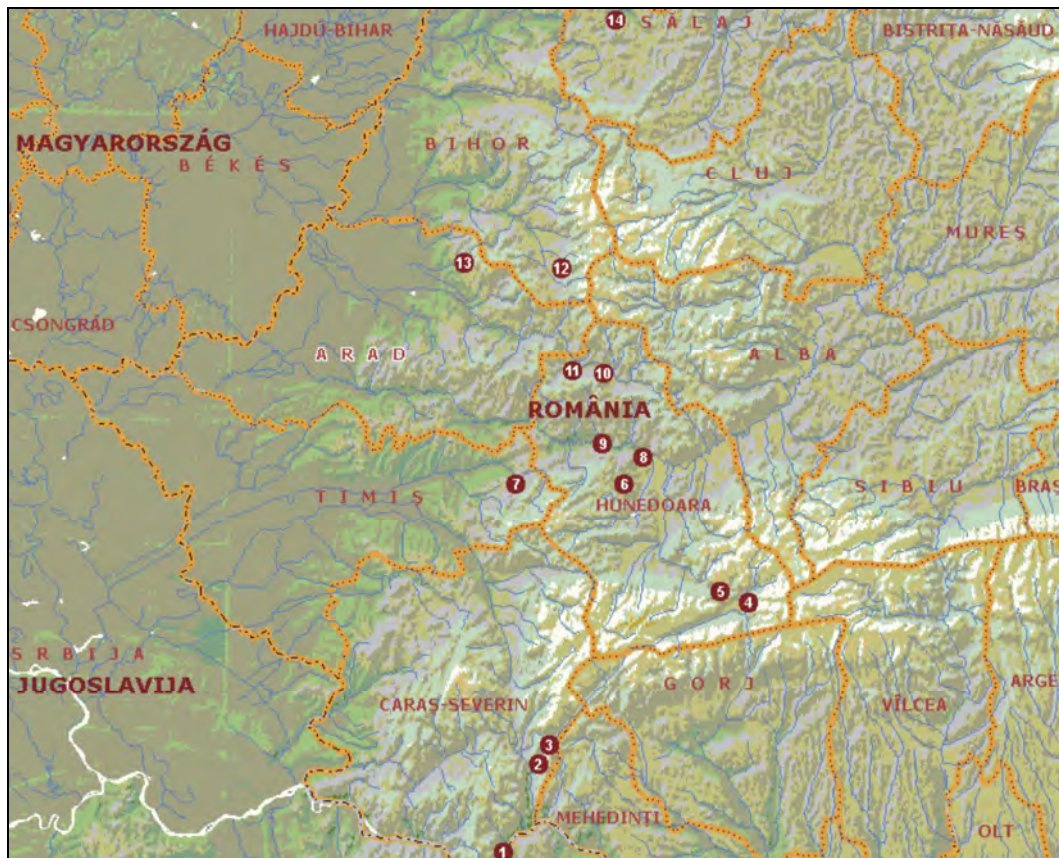 14
SĂLAJ
HAJDÚ-BIHAR
BISTRITA-NĂSĂUD
MAGYARORSZÁG
BIHOR
BÉKÉS
CLUJ
MUREŞ
13
12
CSONGRÁD
ARAD
ALBA
11
10
ROMÂNIA
9
8
7
6
TIMIŞ
HUNEDOARA
SIBIU
BRAS
5
4
SRBIJA
JUGOSLAVIJA
GORJ
ARGE
CARAS-SEVERIN
VÎLCEA
3
2
MEHEDINTI
OLT
1